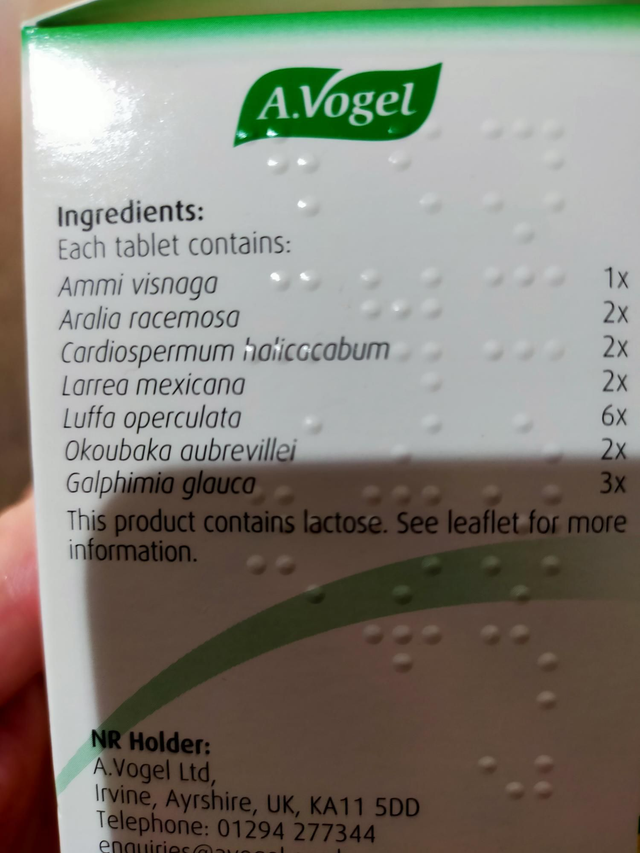 A.Vogel
Ingredients:
Each tablet contains:
Ammi visnaga 1x
Aralia racemosa 2x
Cardiospermum halicacabum 2x
Larrea mexicana 2x
Luffa operculata 6x
Okoubaka aubrevillei 2x
Galphimia glauca 3x
This product contains lactose. See leaflet for more
information.
NR Holder:
A.Vogel Ltd,
Irvine, Ayrshire, UK, KA11 5DD
Telephone: 01294 277344